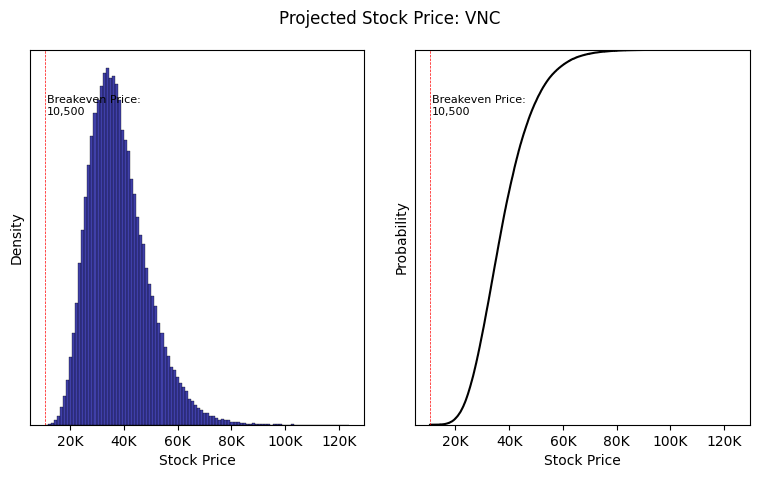 Projected Stock Price: VNC
Breakeven Price:
10,500
Density
20K 40K 60K 80K 100K 120K
Stock Price
Breakeven Price:
10,500
Probability
20K 40K 60K 80K 100K 120K
Stock Price